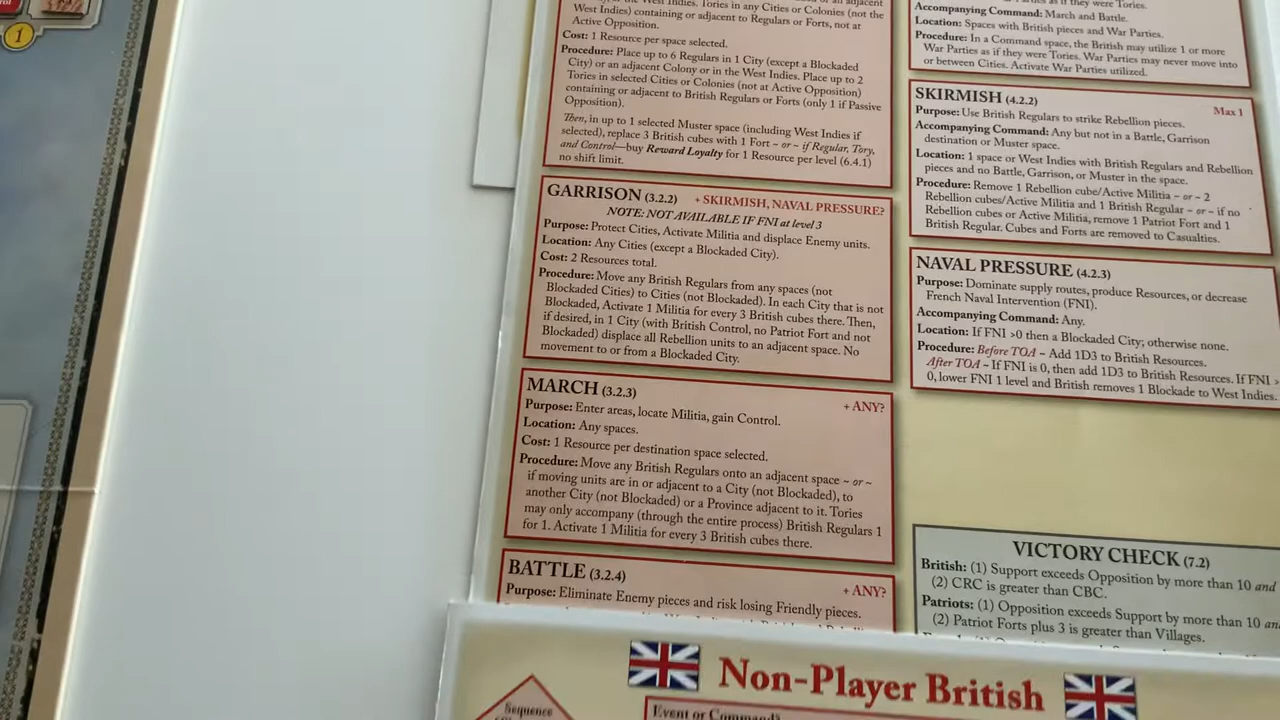 1
West Indies. Tories in any Cities or Colonies (not the
West Indies) containing or adjacent to Regulars or Forts, not at
Active Opposition.
Cost: 1 Resource per space selected.
Procedure: Place up to 6 Regulars in 1 City (except a Blockaded
City) or an adjacent Colony or in the West Indies. Place up to 2
Tories in selected Cities or Colonies (not at Active Opposition)
containing or adjacent to British Regulars or Forts (only 1 if Passive
Opposition).
Then, in up to 1 selected Muster space (including West Indies if
selected), replace 3 British cubes with 1 Fort ~ or ~ if Regular, Tory,
and Control—buy Reward Loyalty for 1 Resource per level (6.4.1)
no shift limit.
GARRISON (3.2.2) + SKIRMISH, NAVAL PRESSURE?
NOTE: NOT AVAILABLE IF FNI at level 3
Purpose: Protect Cities, Activate Militia and displace Enemy units.
Location: Any Cities (except a Blockaded City).
Cost: 2 Resources total.
Procedure: Move any British Regulars from any spaces (not
Blockaded Cities) to Cities (not Blockaded). In each City that is not
Blockaded, Activate 1 Militia for every 3 British cubes there. Then,
if desired, in 1 City (with British Control, no Patriot Fort and not
Blockaded) displace all Rebellion units to an adjacent space. No
movement to or from a Blockaded City.
MARCH (3.2.3) + ANY?
Purpose: Enter areas, locate Militia, gain Control.
Location: Any spaces.
Cost: 1 Resource per destination space selected.
Procedure: Move any British Regulars onto an adjacent space ~ or ~
if moving units are in or adjacent to a City (not Blockaded), to
another City (not Blockaded) or a Province adjacent to it. Tories
may only accompany (through the entire process) British Regulars 1
for 1. Activate 1 Militia for every 3 British cubes there.
BATTLE (3.2.4) + ANY?
Purpose: Eliminate Enemy pieces and risk losing Friendly pieces.
as if they were Tories.
Accompanying Command: March and Battle.
Location: Spaces with British pieces and War Parties.
Procedure: In a Command space, the British may utilize 1 or more
War Parties as if they were Tories. War Parties may never move into
or between Cities. Activate War Parties utilized.
SKIRMISH (4.2.2) Max 1
Purpose: Use British Regulars to strike Rebellion pieces.
Accompanying Command: Any but not in a Battle, Garrison
destination or Muster space.
Location: 1 space or West Indies with British Regulars and Rebellion
pieces and no Battle, Garrison, or Muster in the space.
Procedure: Remove 1 Rebellion cube/Active Militia ~ or ~ 2
Rebellion cubes/Active Militia and 1 British Regular ~ or ~ if no
Rebellion cubes or Active Militia, remove 1 Patriot Fort and 1
British Regular. Cubes and Forts are removed to Casualties.
NAVAL PRESSURE (4.2.3)
Purpose: Dominate supply routes, produce Resources, or decrease
French Naval Intervention (FNI).
Accompanying Command: Any.
Location: If FNI >0 then a Blockaded City; otherwise none.
Procedure: Before TOA ~ Add 1D3 to British Resources.
After TOA ~ If FNI is 0, then add 1D3 to British Resources. If FNI >
0, lower FNI 1 level and British removes 1 Blockade to West Indies.
VICTORY CHECK (7.2)
British: (1) Support exceeds Opposition by more than 10 and
(2) CRC is greater than CBC.
Patriots: (1) Opposition exceeds Support by more than 10
(2) Patriot Forts plus 3 is greater than Villages.
Non-Player British
Sequence
Event or Command?